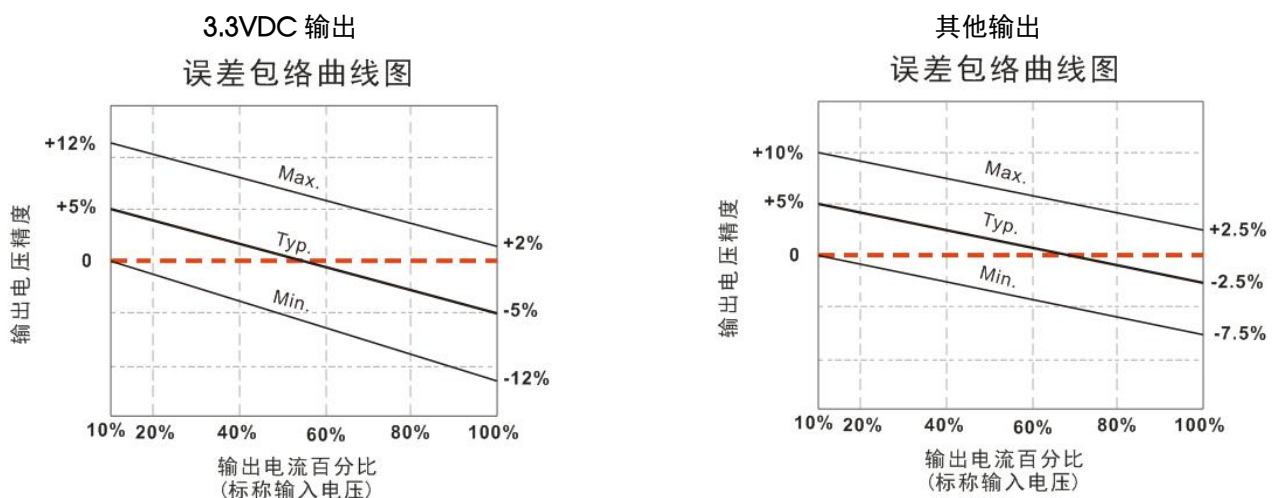 3.3VDC 输出
误差包络曲线图
+12%
+5%
0
Max.
Typ.
Min.
+2%
-5%
-12%
输出电压精度
10% 20% 40% 60% 80% 100%
输出电流百分比
(标称输入电压)
其他输出
误差包络曲线图
+10%
+5%
0
Max.
Typ.
Min.
+2.5%
-2.5%
-7.5%
输出电压精度
10% 20% 40% 60% 80% 100%
输出电流百分比
(标称输入电压)